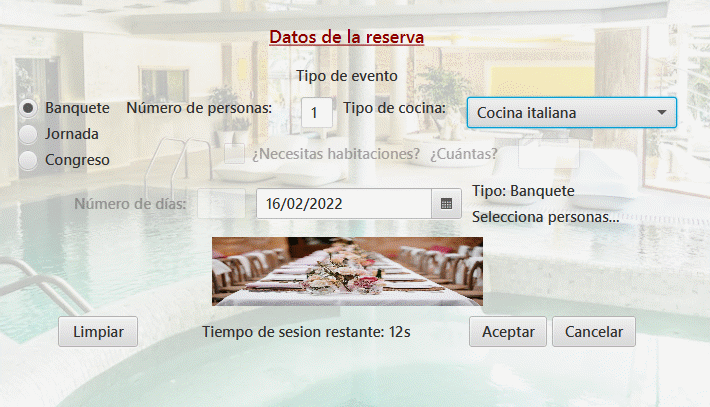 Datos de la reserva
Tipo de evento
Banquete Número de personas: 1 Tipo de cocina: Cocina italiana
Jornada
Congreso
¿Necesitas habitaciones? ¿Cuántas?
Número de días: 16/02/2022
Tipo: Banquete
Selecciona personas...
Limpiar Tiempo de sesion restante: 12s Aceptar Cancelar